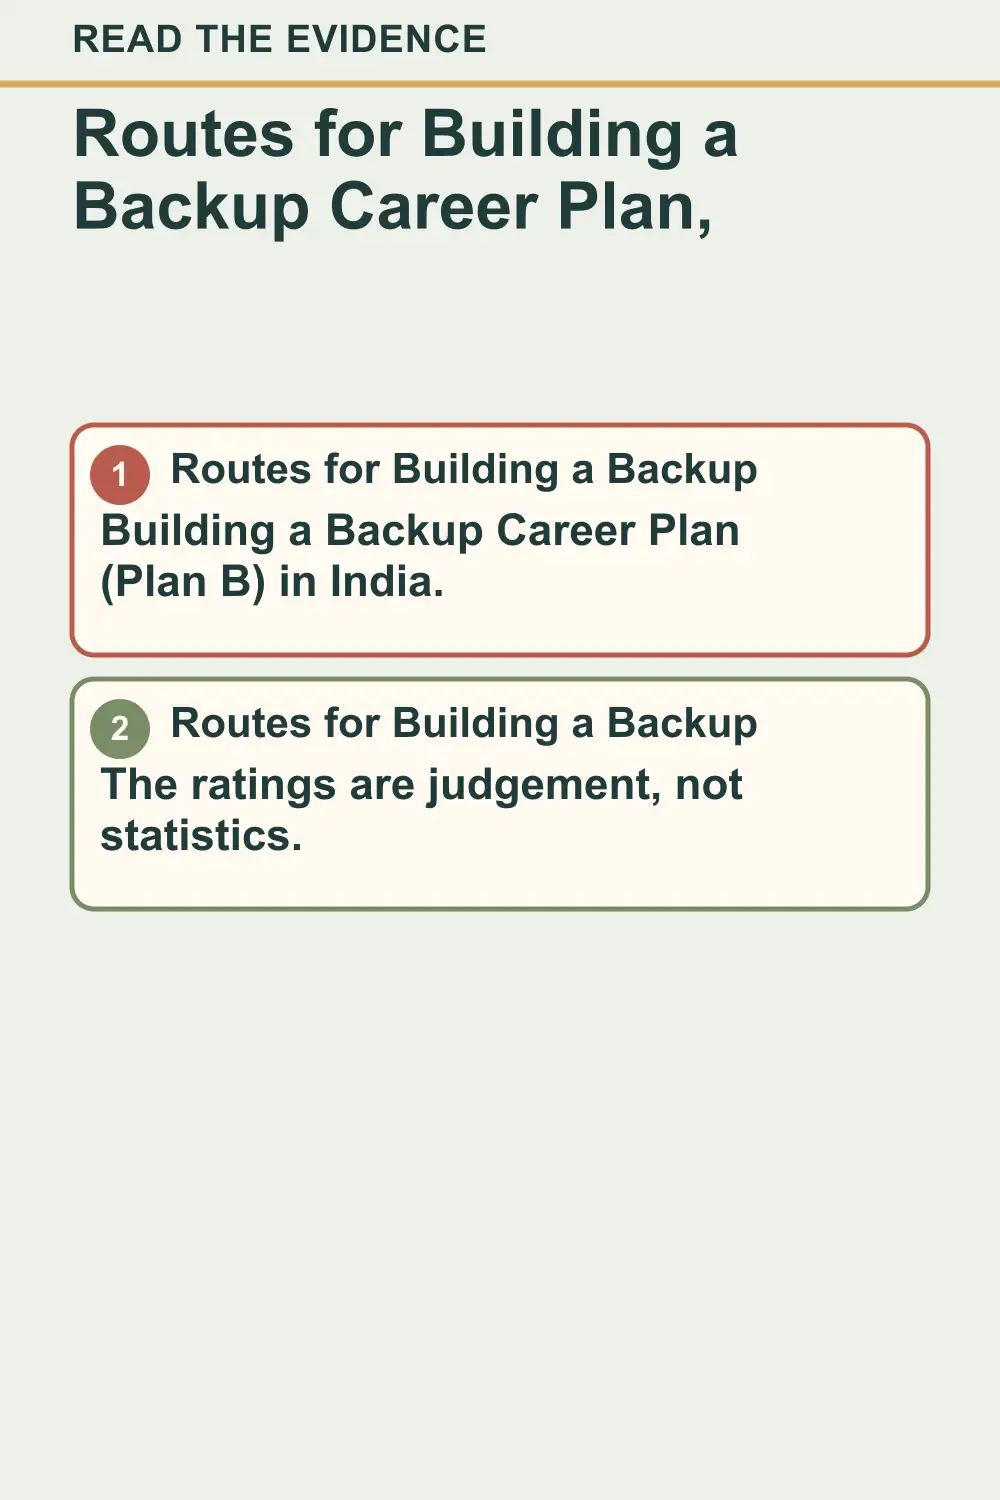 READ THE EVIDENCE
Routes for Building a
Backup Career Plan,
1 Routes for Building a Backup
Building a Backup Career Plan
(Plan B) in India.
2 Routes for Building a Backup
The ratings are judgement, not
statistics.